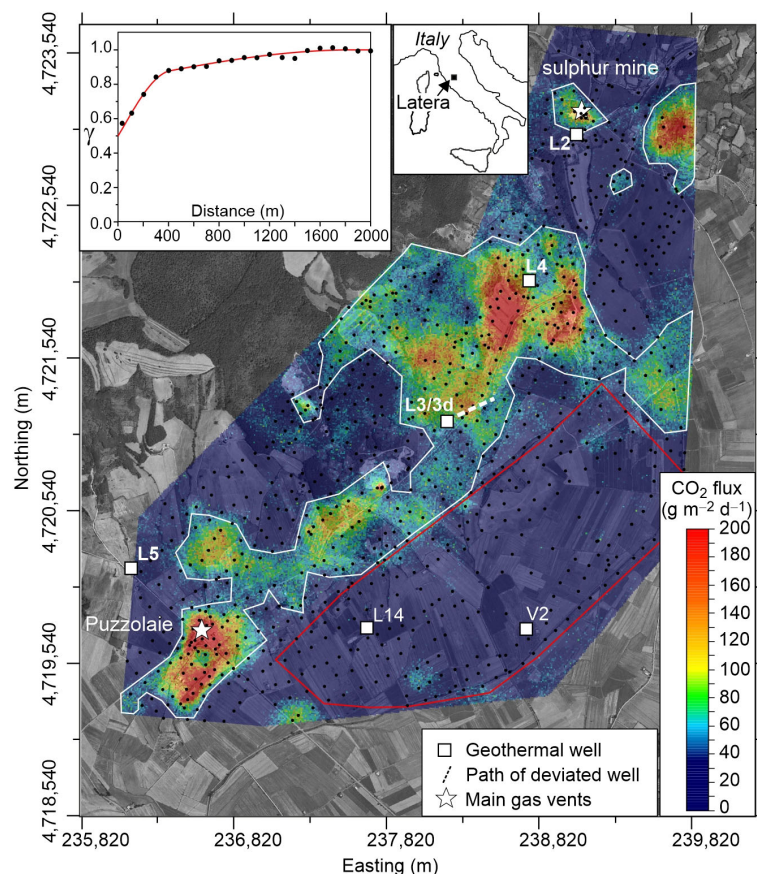 4,723,540
4,722,540
4,721,540
4,720,540
4,719,540
4,718,540
Northing (m)
1.0
0.8
0.6
0.4
0.2
0.0
γ
Distance (m)
0 400 800 1200 1600 2000
Italy
Latera
sulphur mine
L2
L4
L3/3d
L5
Puzzolaie
L14
V2
CO2 flux
(g m−2 d−1)
200
180
160
140
120
100
80
60
40
20
0
Geothermal well
Path of deviated well
Main gas vents
235,820 236,820 237,820 238,820 239,820
Easting (m)